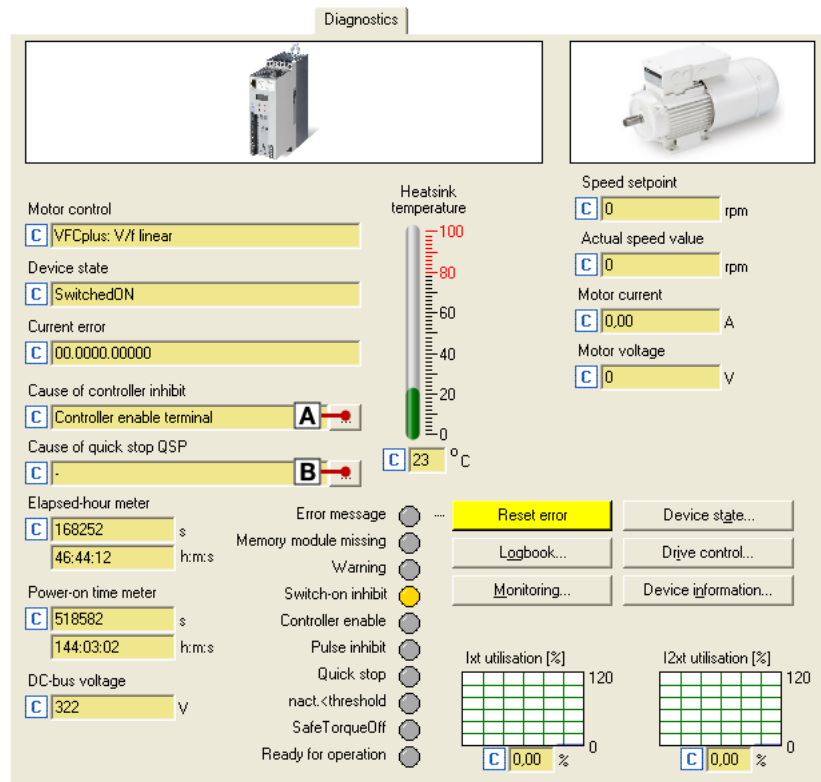 Diagnostics
Motor control
C VFCplus: V/f linear
Device state
C SwitchedON
Current error
C 00.0000.00000
Cause of controller inhibit
C Controller enable terminal A ...
Cause of quick stop QSP
C - B ...
Elapsed-hour meter
C 168252 s
46:44:12 h:m:s
Power-on time meter
C 518582 s
144:03:02 h:m:s
DC-bus voltage
C 322 V
Heatsink
temperature
100
80
60
40
20
0
C 23 °C
Speed setpoint
C 0 rpm
Actual speed value
C 0 rpm
Motor current
C 0,00 A
Motor voltage
C 0 V
Error message
Memory module missing
Warning
Switch-on inhibit
Controller enable
Pulse inhibit
Quick stop
nact.<threshold
SafeTorqueOff
Ready for operation
Reset error
Device state...
Logbook...
Drive control...
Monitoring...
Device information...
Ixt utilisation [%]
120
0
C 0,00 %
I2xt utilisation [%]
120
0
C 0,00 %